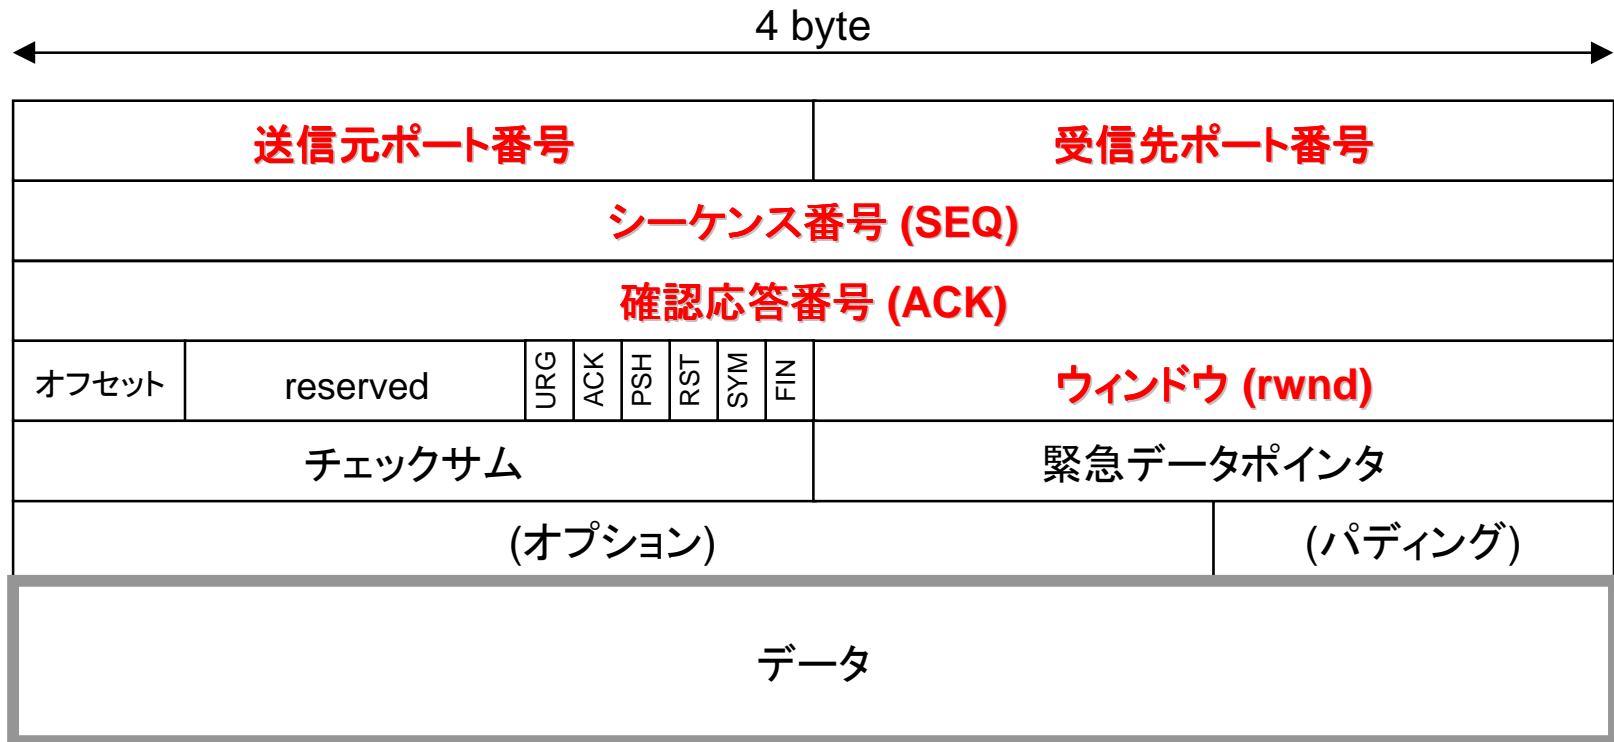 4 byte
送信元ポート番号 受信先ポート番号
シーケンス番号 (SEQ)
確認応答番号 (ACK)
オフセット reserved URG ACK PSH RST SYM FIN ウィンドウ (rwnd)
チェックサム 緊急データポインタ
(オプション) (パディング)
データ